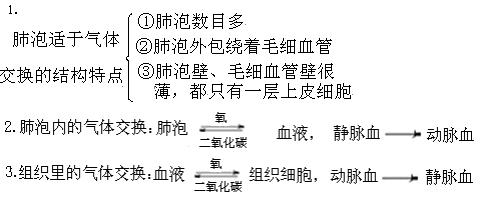 1.
肺泡适于气体
交换的结构特点
①肺泡数目多
②肺泡外包绕着毛细血管
③肺泡壁、毛细血管壁很
薄，都只有一层上皮细胞
2.肺泡内的气体交换:肺泡 氧 二氧化碳 血液， 静脉血 动脉血
3.组织里的气体交换:血液 氧 二氧化碳 组织细胞，动脉血 静脉血